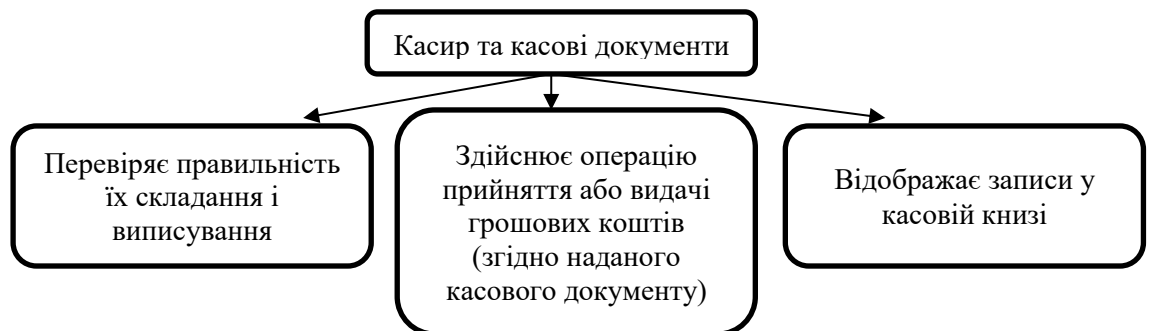 Касир та касові документи
Перевіряє правильність
їх складання і
виписування
Здійснює операцію
прийняття або видачі
грошових коштів
(згідно наданого
касового документу)
Відображає записи у
касовій книзі